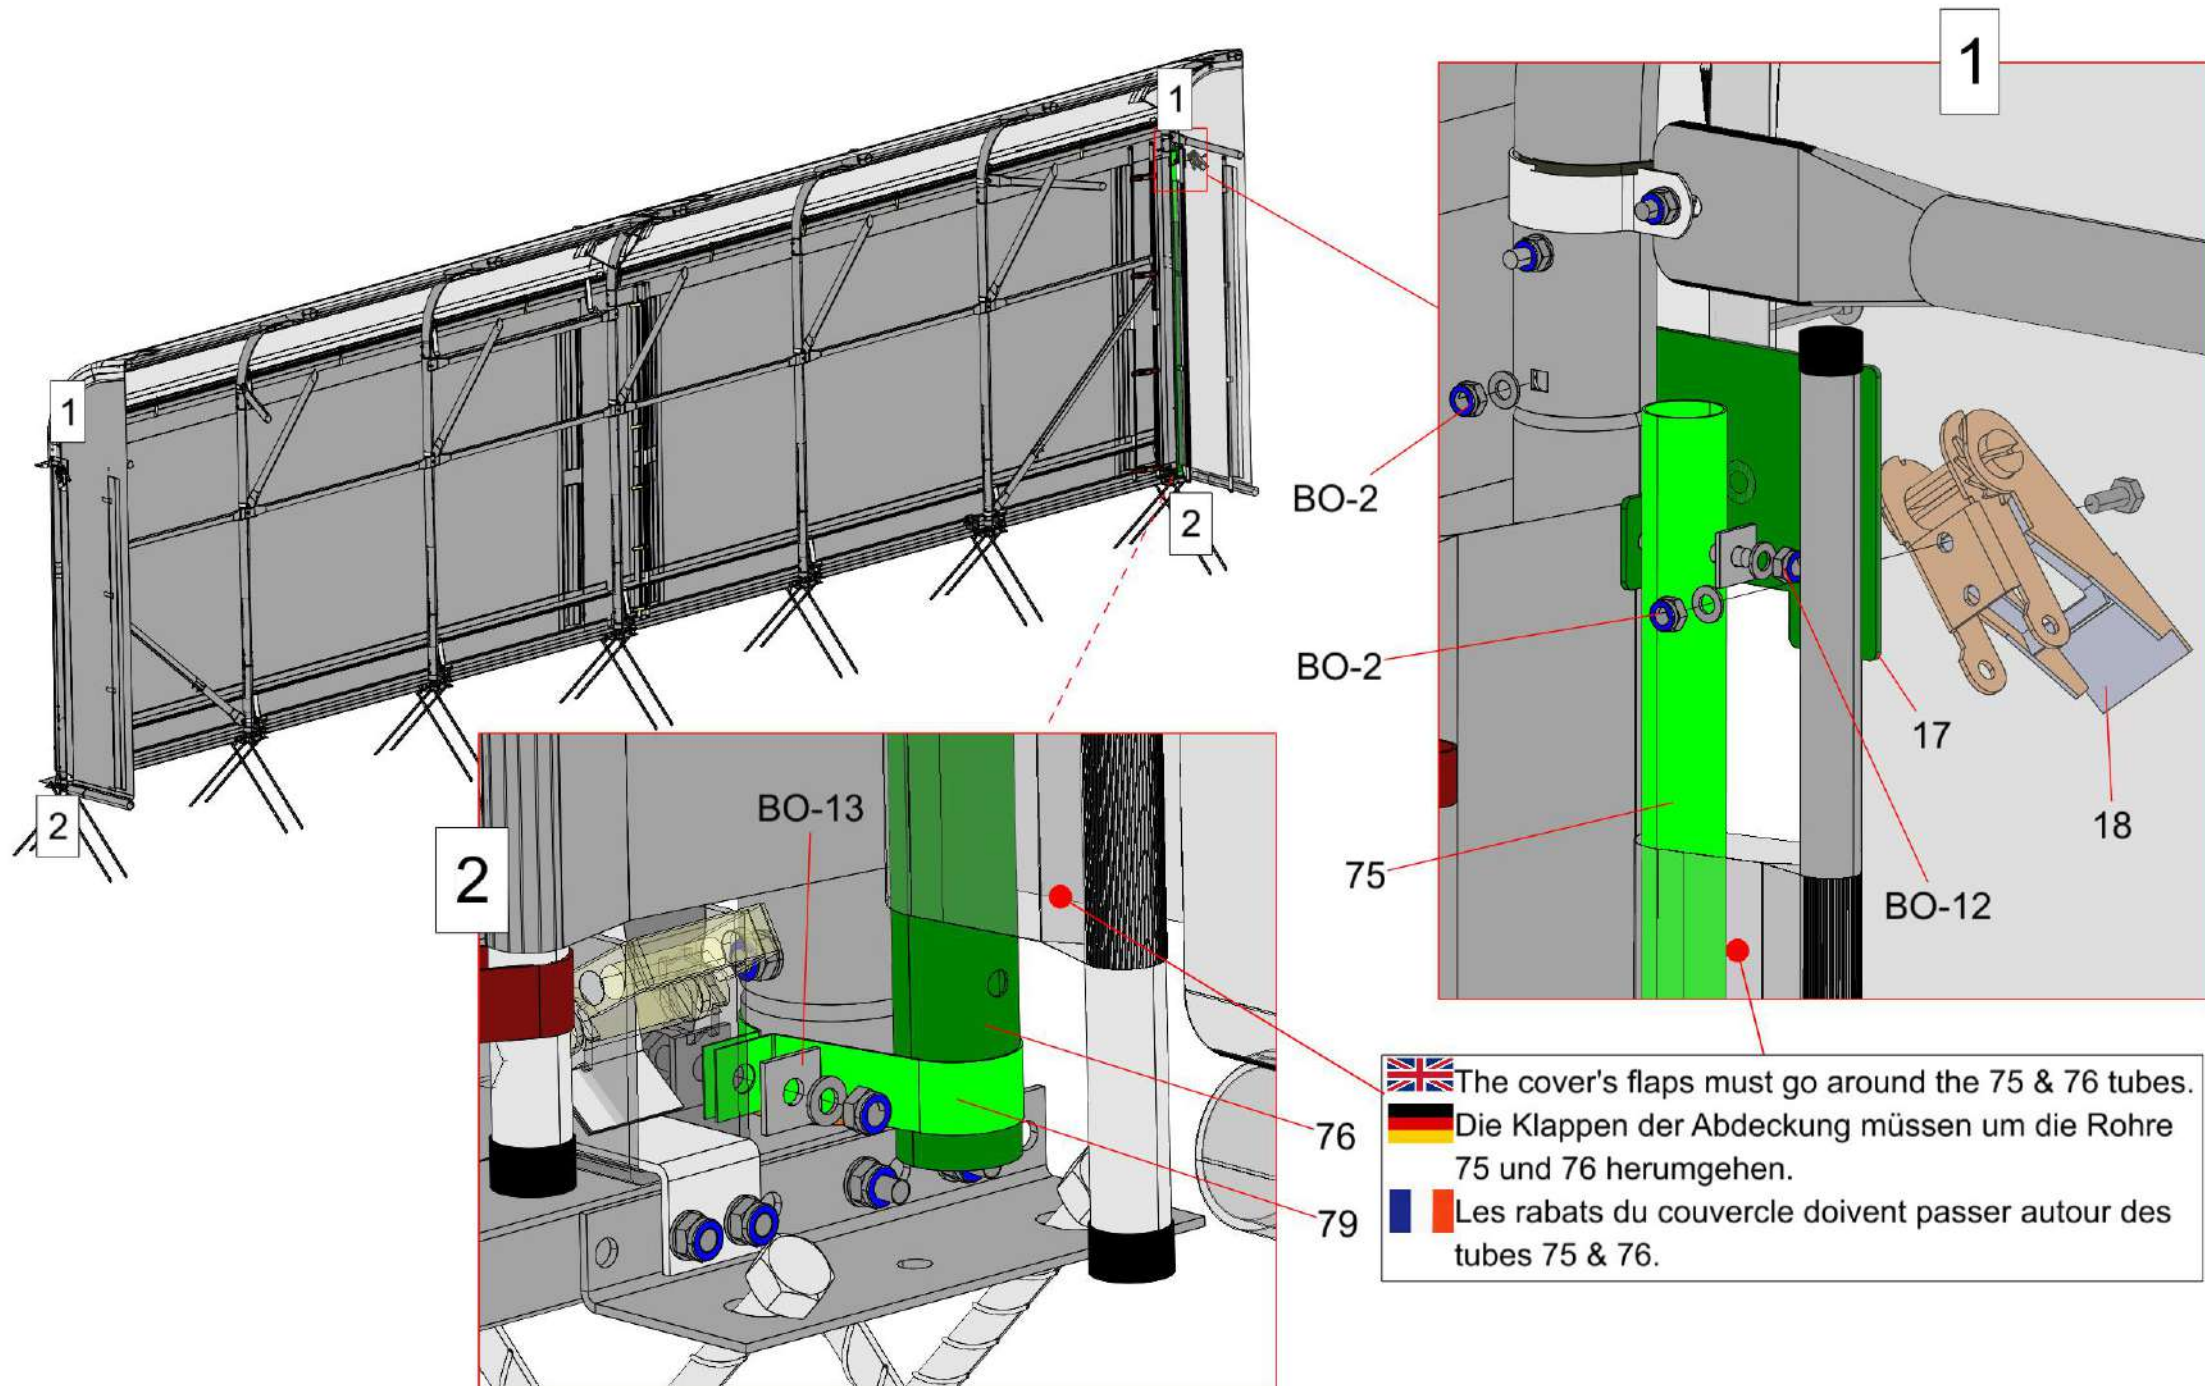 1
1
2
2
1
BO-2
BO-2
17
18
75
BO-12
2
BO-13
76
79
The cover's flaps must go around the 75 & 76 tubes.
Die Klappen der Abdeckung müssen um die Rohre
75 und 76 herumgehen.
Les rabats du couvercle doivent passer autour des
tubes 75 & 76.